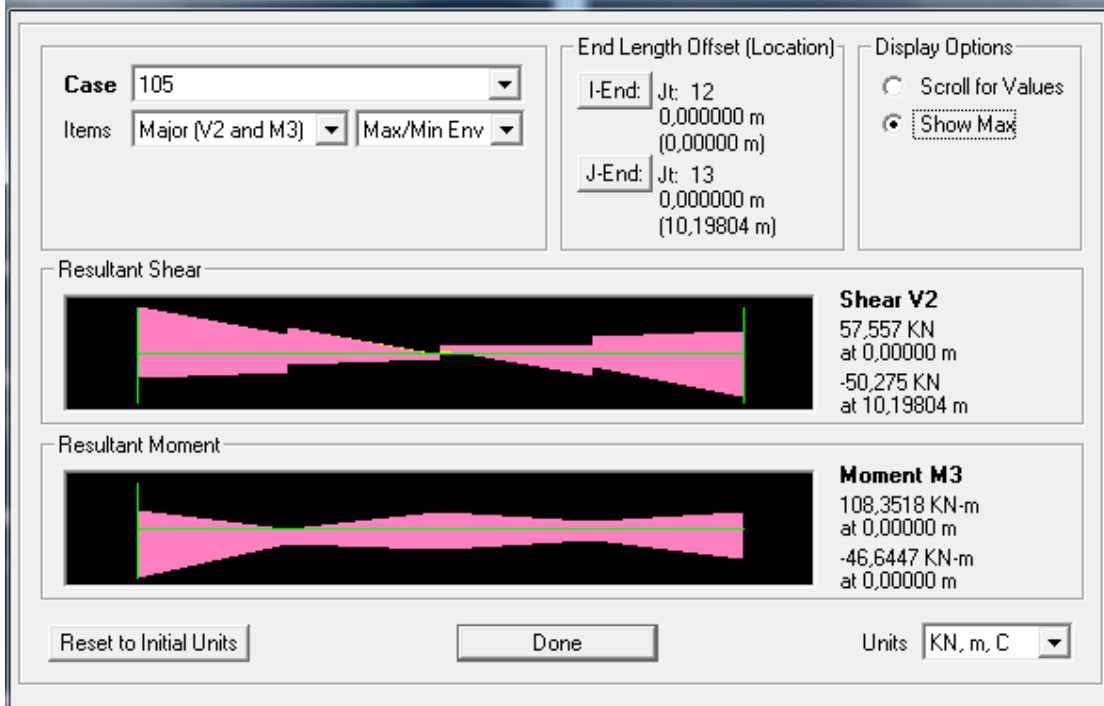 Case 105
Items Major (V2 and M3) Max/Min Env
End Length Offset (Location)
I-End: Jt: 12
0,000000 m
(0,00000 m)
J-End: Jt: 13
0,000000 m
(10,19804 m)
Display Options
Scroll for Values
Show Max
Resultant Shear
Shear V2
57,557 KN
at 0,00000 m
-50,275 KN
at 10,19804 m
Resultant Moment
Moment M3
108,3518 KN-m
at 0,00000 m
-46,6447 KN-m
at 0,00000 m
Reset to Initial Units
Done
Units KN, m, C